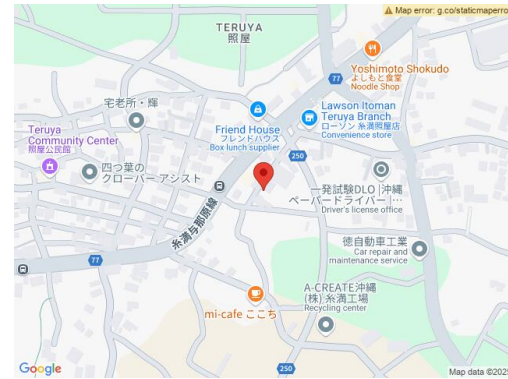 Map error: g.co/staticmaperro
TERUYA
照屋
77
Yoshimoto Shokudo
よしもと食堂
Noodle Shop
宅老所・輝
Friend House
フレンドハウス
Box lunch supplier
Lawson Itoman
Teruya Branch
ローソン 糸満照屋店
Convenience store
Teruya
Community Center
照屋公民館
四つ葉の
クローバー アシスト
250
一発試験DLO |沖縄
ペーパードライバー |…
Driver's license office
糸満与那原線
徳自動車工業
Car repair and
maintenance service
77
A-CREATE沖縄
(株) 糸満工場
Recycling center
mi-cafe ここち
250
Google
Map data ©2025